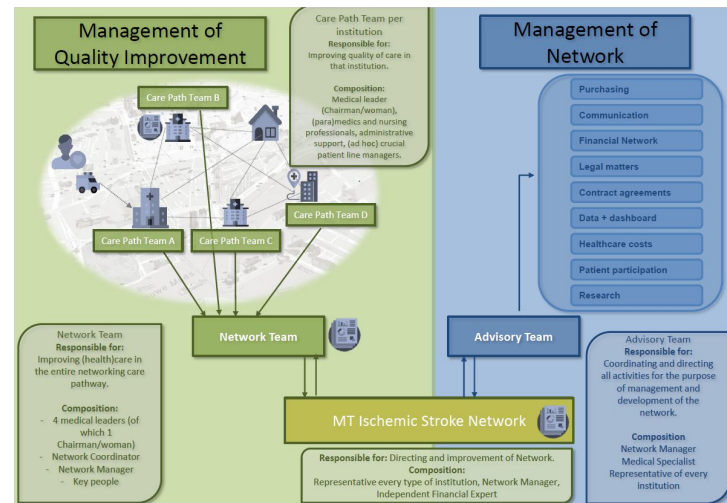 Management of
Quality Improvement
Care Path Team per
institution
Responsible for:
Improving quality of care in
that institution.
Composition:
Medical leader
(Chairman/woman),
(para)medics and nursing
professionals, administrative
support, (ad hoc) crucial
patient line managers.
Management of
Network
Care Path Team B
Care Path Team A
Care Path Team C
Care Path Team D
Purchasing
Communication
Financial Network
Legal matters
Contract agreements
Data + dashboard
Healthcare costs
Patient participation
Research
Network Team
Advisory Team
Network Team
Responsible for:
Improving (health)care in
the entire networking care
pathway.
Composition:
- 4 medical leaders (of
which 1
Chairman/woman)
- Network Coordinator
- Network Manager
- Key people
MT Ischemic Stroke Network
Responsible for: Directing and improvement of Network.
Composition:
Representative every type of institution, Network Manager,
Independent Financial Expert
Advisory Team
Responsible for:
Coordinating and directing
all activities for the purpose
of management and
development of the
network.
Composition
Network Manager
Medical Specialist
Representative of every
institution